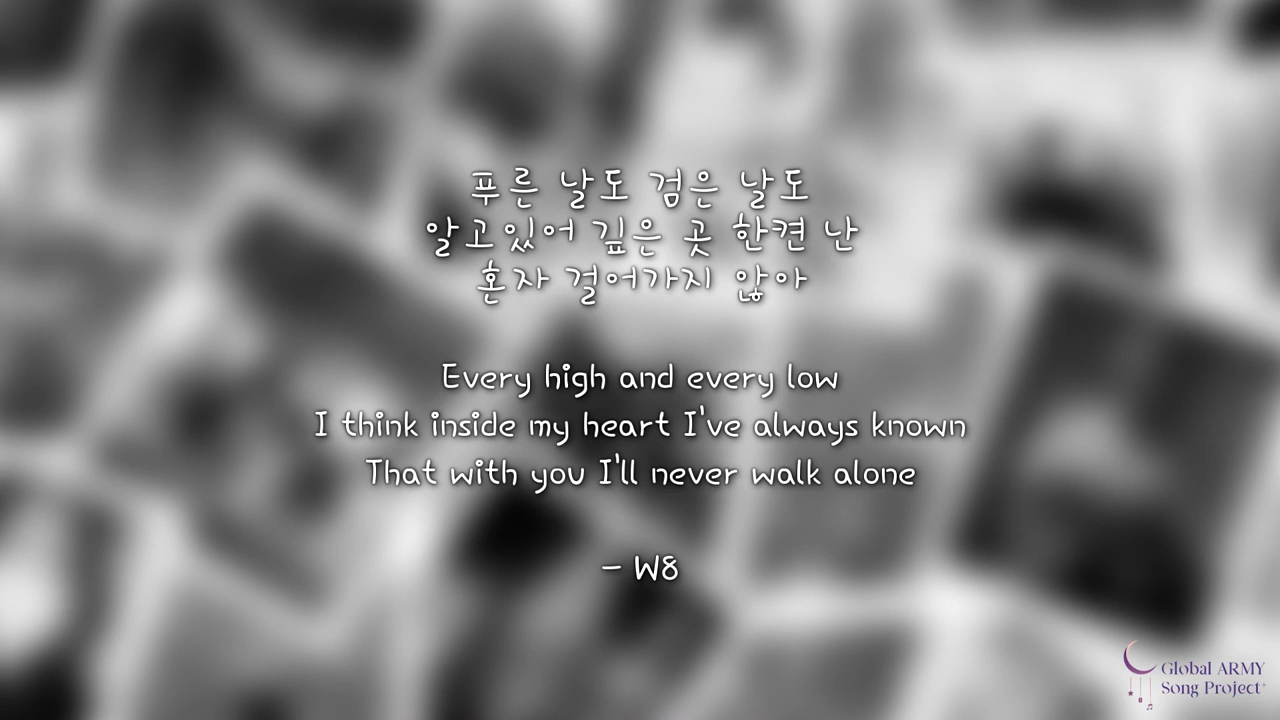 푸른 날도 검은 날도
알고있어 깊은 곳 한켠 난
혼자 걸어가지 않아
Every high and every low
I think inside my heart I've always known
That with you I'll never walk alone
– W8
Global ARMY
Song Project